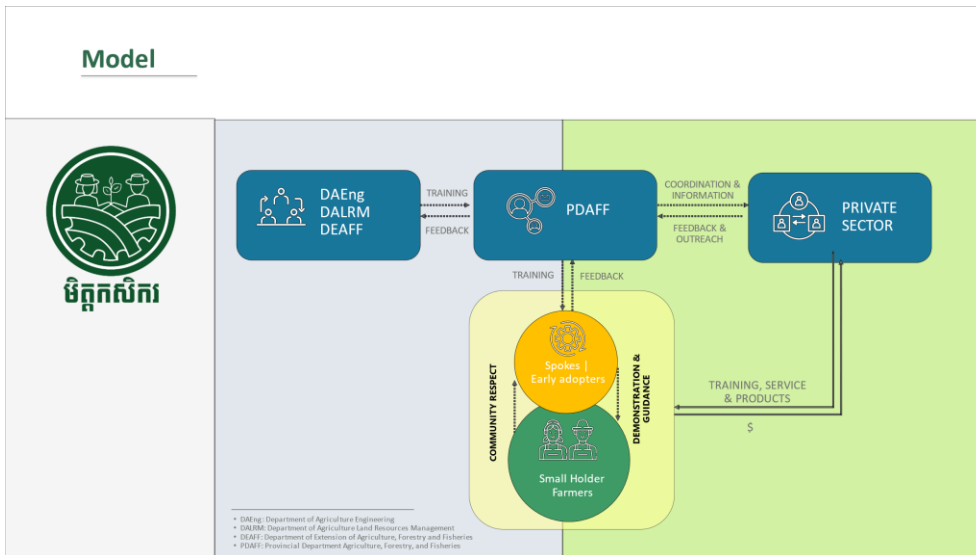 Model
មិត្តកសិករ
DAEng
DALRM
DEAFF
TRAINING
FEEDBACK
PDAFF
COORDINATION &
INFORMATION
FEEDBACK &
OUTREACH
PRIVATE
SECTOR
TRAINING
FEEDBACK
Spokes |
Early adopters
COMMUNITY RESPECT
DEMONSTRATION &
GUIDANCE
Small Holder
Farmers
TRAINING, SERVICE
& PRODUCTS
$
• DAEng: Department of Agriculture Engineering
• DALRM: Department of Agriculture Land Resources Management
• DEAFF: Department of Extension of Agriculture, Forestry and Fisheries
• PDAFF: Provincial Department Agriculture, Forestry, and Fisheries